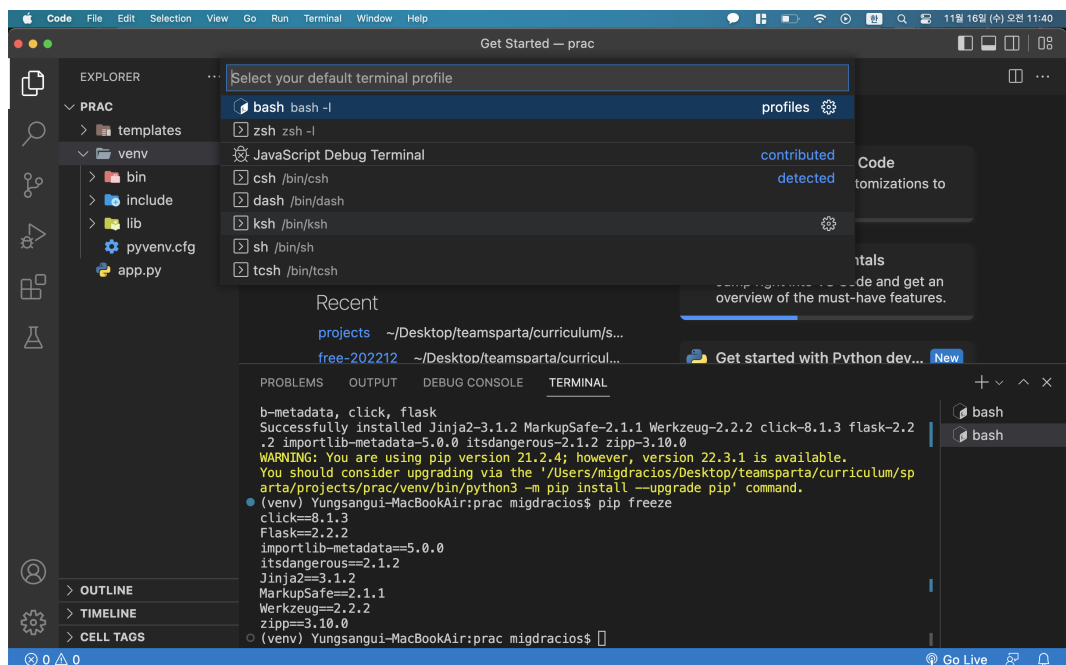 Code File Edit Selection View Go Run Terminal Window Help 한 11월 16일 (수) 오전 11:40
Get Started — prac
EXPLORER ...
Select your default terminal profile
PRAC
templates
venv
bin
include
lib
pyvenv.cfg
app.py
bash bash -l profiles
zsh zsh -l
JavaScript Debug Terminal contributed
csh /bin/csh detected
dash /bin/dash
ksh /bin/ksh
sh /bin/sh
tcsh /bin/tcsh
Code
tomizations to
ntals
de and get an
overview of the must-have features.
Recent
projects ~/Desktop/teamsparta/curriculum/s...
free-202212 ~/Desktop/teamsparta/curricul...
Get started with Python dev... New
PROBLEMS OUTPUT DEBUG CONSOLE TERMINAL
b-metadata, click, flask
Successfully installed Jinja2-3.1.2 MarkupSafe-2.1.1 Werkzeug-2.2.2 click-8.1.3 flask-2.2
.2 importlib-metadata-5.0.0 itsdangerous-2.1.2 zipp-3.10.0
WARNING: You are using pip version 21.2.4; however, version 22.3.1 is available.
You should consider upgrading via the '/Users/migdracios/Desktop/teamsparta/curriculum/sp
arta/projects/prac/venv/bin/python3 -m pip install --upgrade pip' command.
(venv) Yungsangui-MacBookAir:prac migdracios$ pip freeze
click==8.1.3
Flask==2.2.2
importlib-metadata==5.0.0
itsdangerous==2.1.2
Jinja2==3.1.2
MarkupSafe==2.1.1
Werkzeug==2.2.2
zipp==3.10.0
(venv) Yungsangui-MacBookAir:prac migdracios$
bash
bash
OUTLINE
TIMELINE
CELL TAGS
0 0 Go Live